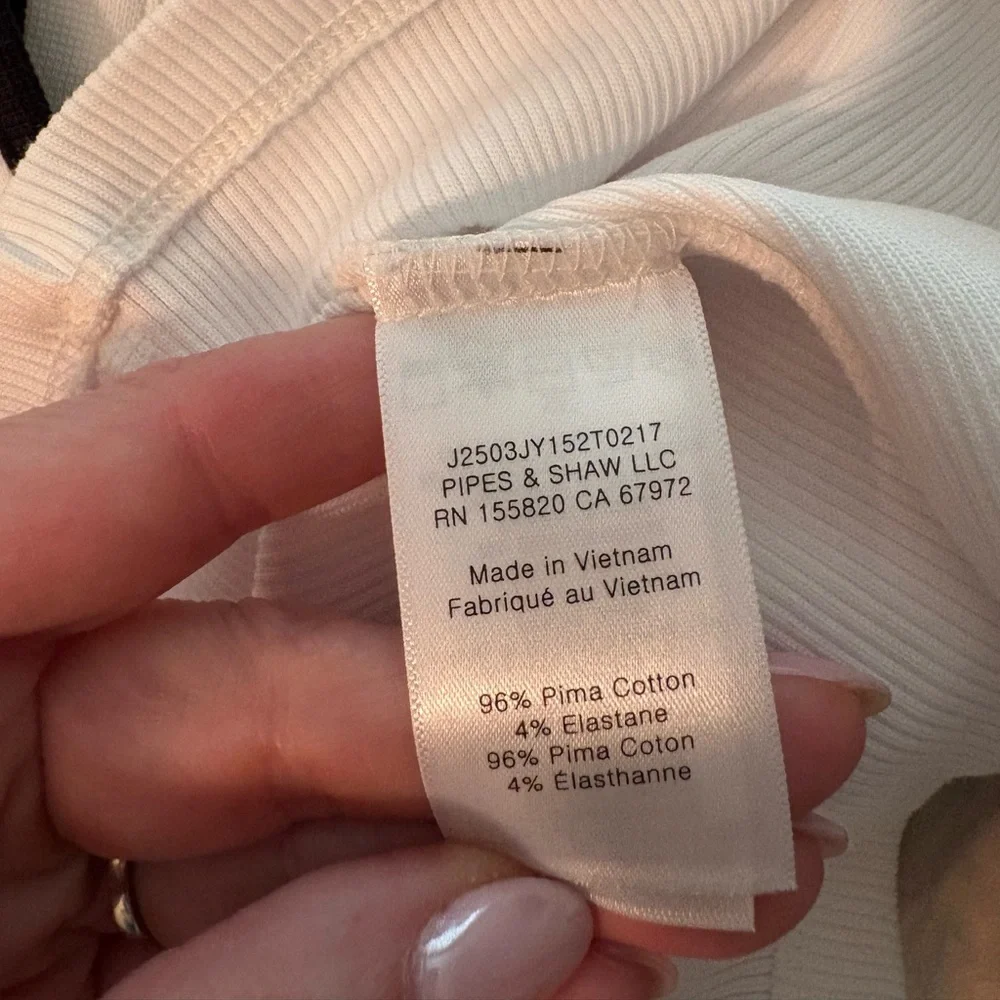 J2503JY152T0217
PIPES & SHAW LLC
RN 155820 CA 67972
Made in Vietnam
Fabriqué au Vietnam
96% Pima Cotton
4% Elastane
96% Pima Coton
4% Élasthanne